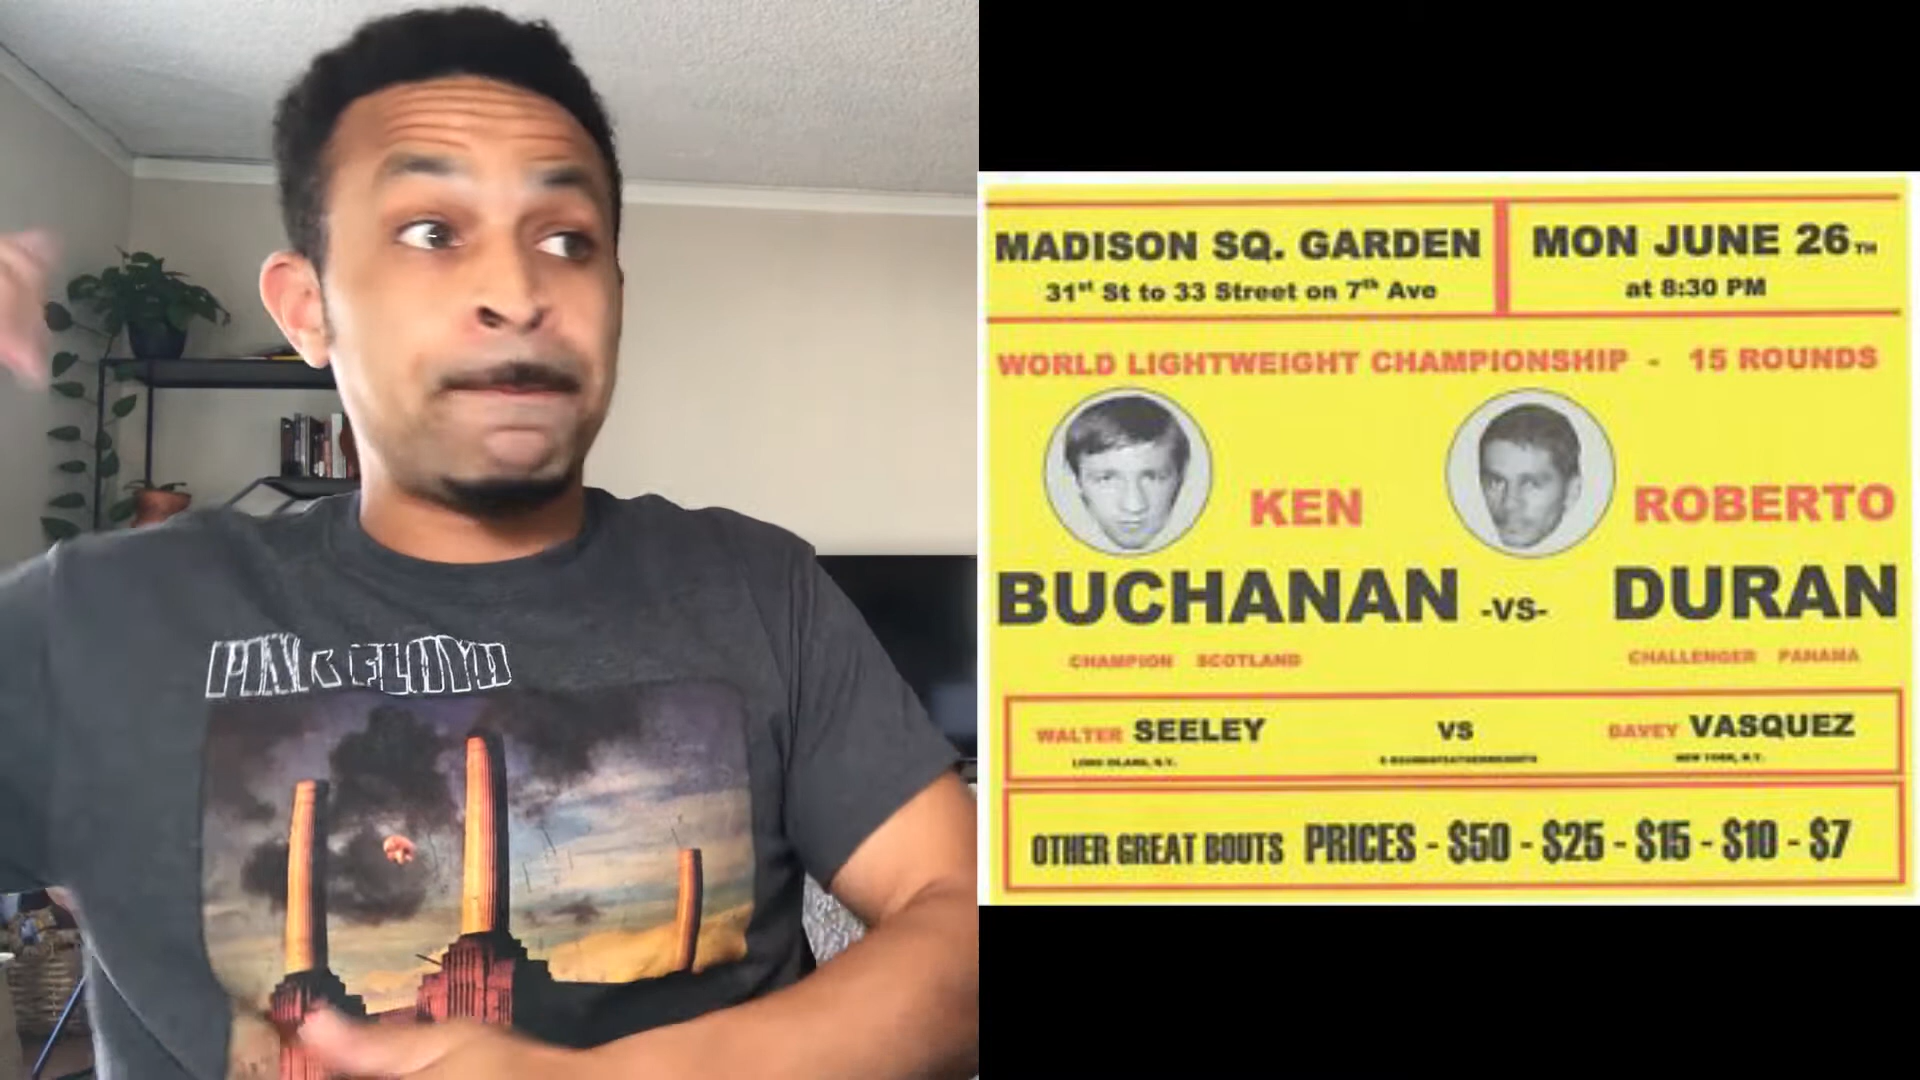 PINK FLOYD
MADISON SQ. GARDEN
31st St to 33 Street on 7th Ave
MON JUNE 26TH
at 8:30 PM
WORLD LIGHTWEIGHT CHAMPIONSHIP - 15 ROUNDS
KEN
BUCHANAN
-VS-
ROBERTO
DURAN
CHAMPION SCOTLAND
CHALLENGER PANAMA
WALTER SEELEY
LONG ISLAND, N.Y.
VS
DAVEY VASQUEZ
NEW YORK, N.Y.
OTHER GREAT BOUTS PRICES - $50 - $25 - $15 - $10 - $7